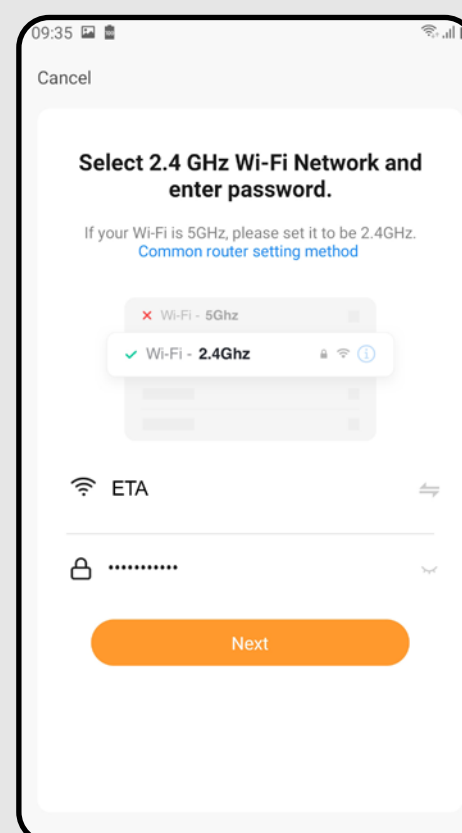 09:35
Cancel
Select 2.4 GHz Wi-Fi Network and
enter password.
If your Wi-Fi is 5GHz, please set it to be 2.4GHz.
Common router setting method
Wi-Fi - 5Ghz
Wi-Fi - 2.4Ghz
ETA
•••••••••••
Next